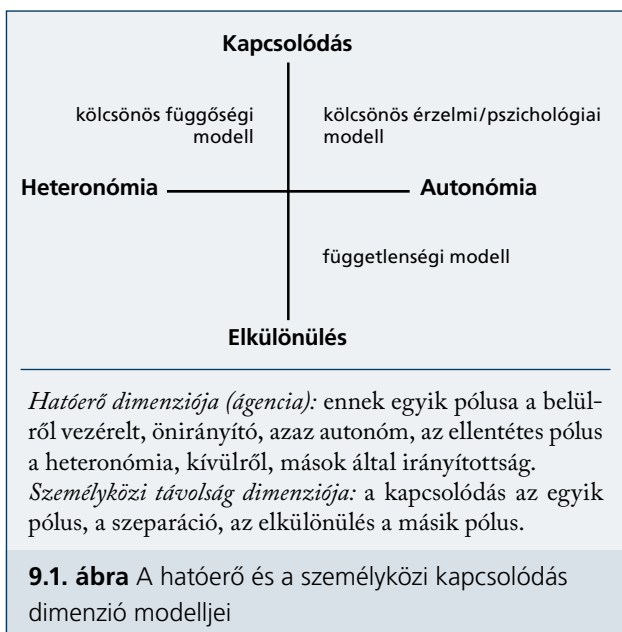 Kapcsolódás
kölcsönös függőségi
modell
kölcsönös érzelmi/pszichológiai
modell
Heteronómia
Autonómia
függetlenségi modell
Elkülönülés
Hatóerő dimenziója (ágencia): ennek egyik pólusa a belül-
ről vezérelt, önirányító, azaz autonóm, az ellentétes pólus
a heteronómia, kívülről, mások által irányítottság.
Személyközi távolság dimenziója: a kapcsolódás az egyik
pólus, a szeparáció, az elkülönülés a másik pólus.
9.1. ábra A hatóerő és a személyközi kapcsolódás
dimenzió modelljei